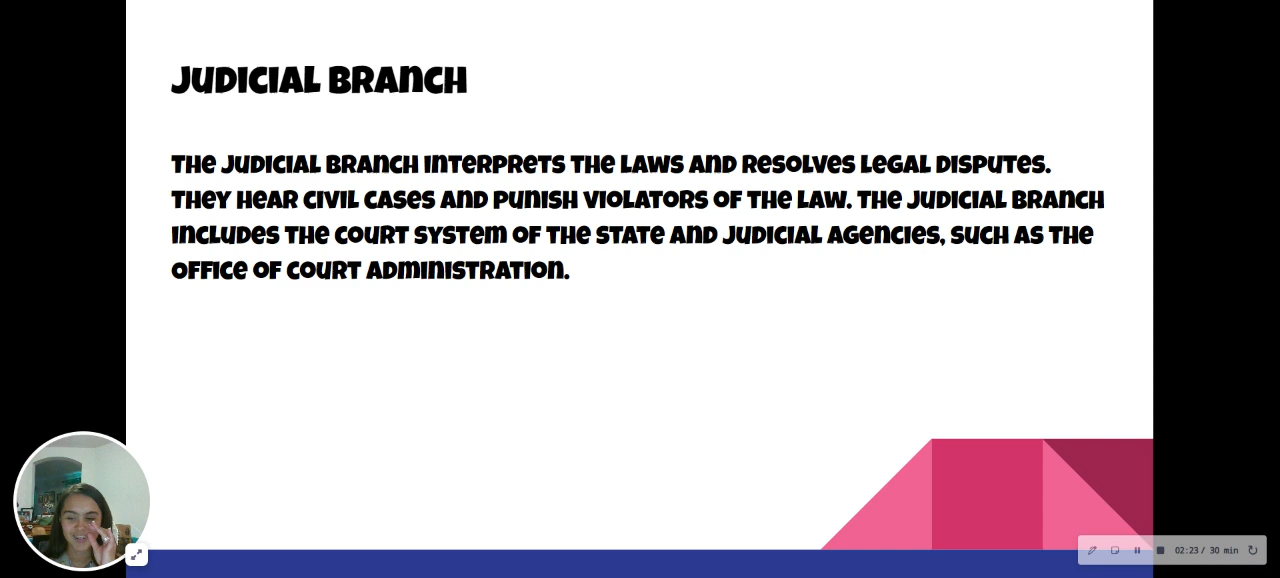 JUDICIAL BRANCH
THE JUDICIAL BRANCH INTERPRETS THE LAWS AND RESOLVES LEGAL DISPUTES.
THEY HEAR CIVIL CASES AND PUNISH VIOLATORS OF THE LAW. THE JUDICIAL BRANCH
INCLUDES THE COURT SYSTEM OF THE STATE AND JUDICIAL AGENCIES, SUCH AS THE
OFFICE OF COURT ADMINISTRATION.
02:23 / 30 min